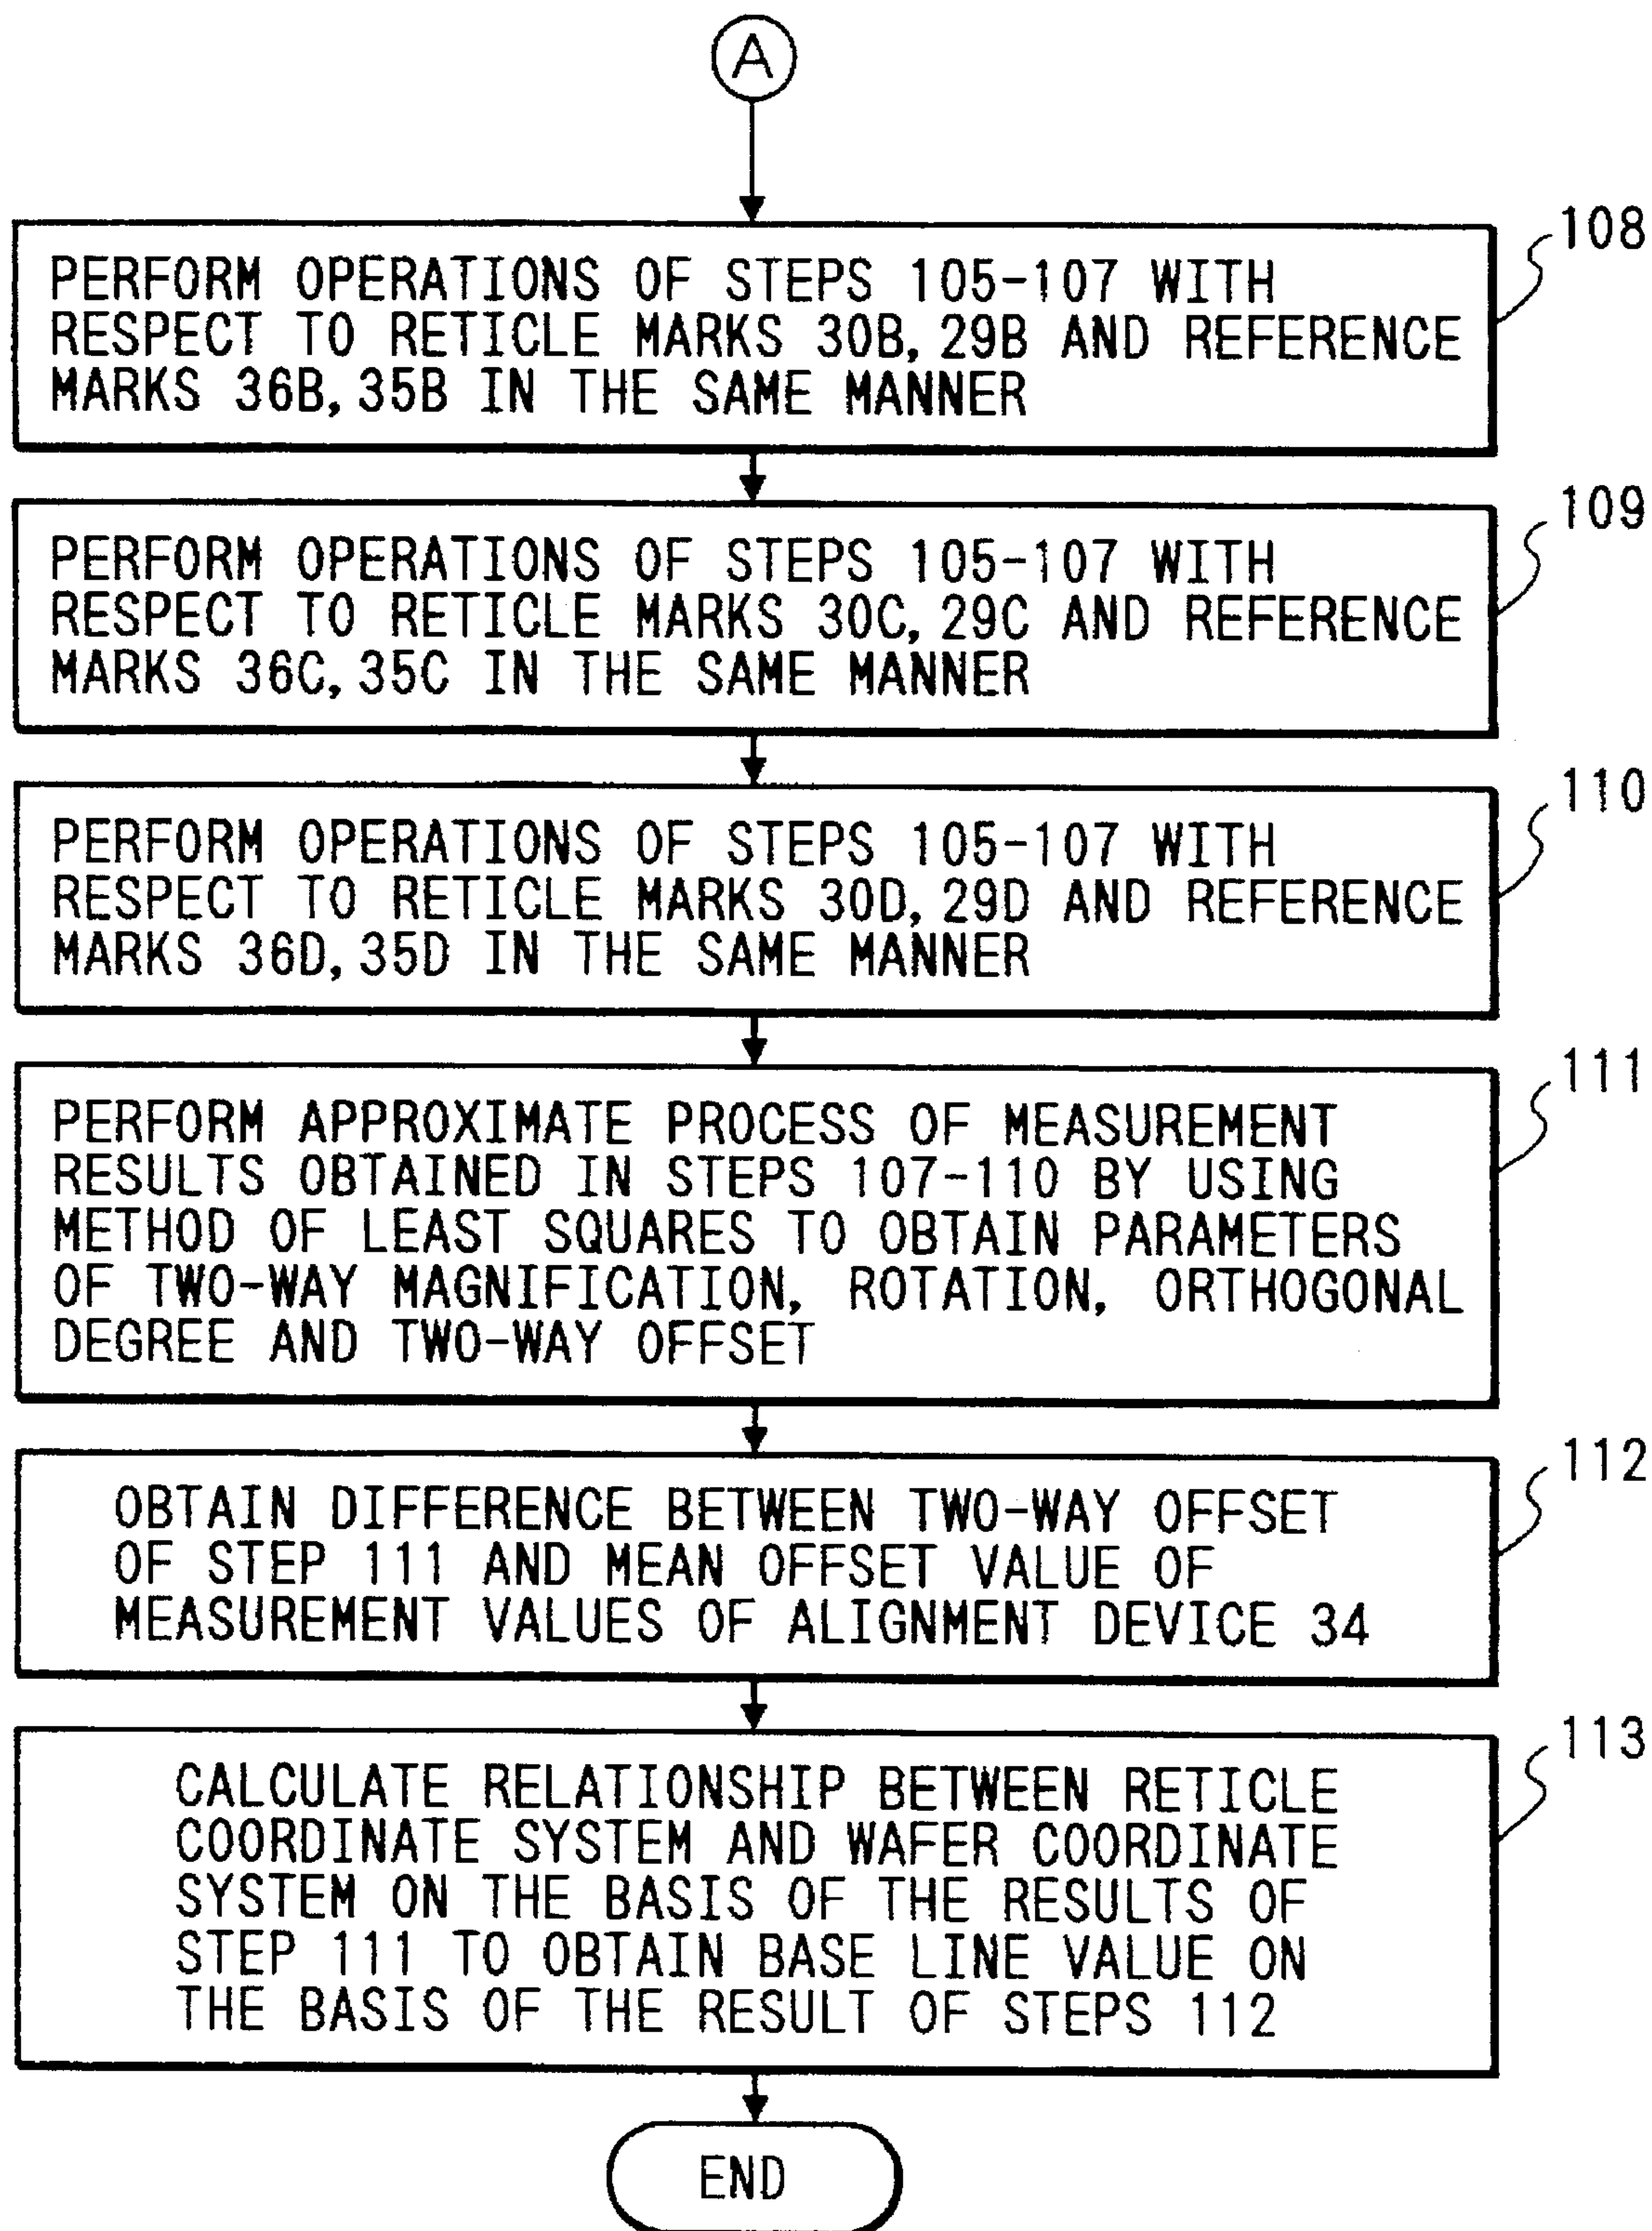 A
108
PERFORM OPERATIONS OF STEPS 105-107 WITH
RESPECT TO RETICLE MARKS 30B, 29B AND REFERENCE
MARKS 36B, 35B IN THE SAME MANNER
109
PERFORM OPERATIONS OF STEPS 105-107 WITH
RESPECT TO RETICLE MARKS 30C, 29C AND REFERENCE
MARKS 36C, 35C IN THE SAME MANNER
110
PERFORM OPERATIONS OF STEPS 105-107 WITH
RESPECT TO RETICLE MARKS 30D, 29D AND REFERENCE
MARKS 36D, 35D IN THE SAME MANNER
111
PERFORM APPROXIMATE PROCESS OF MEASUREMENT
RESULTS OBTAINED IN STEPS 107-110 BY USING
METHOD OF LEAST SQUARES TO OBTAIN PARAMETERS
OF TWO-WAY MAGNIFICATION, ROTATION, ORTHOGONAL
DEGREE AND TWO-WAY OFFSET
112
OBTAIN DIFFERENCE BETWEEN TWO-WAY OFFSET
OF STEP 111 AND MEAN OFFSET VALUE OF
MEASUREMENT VALUES OF ALIGNMENT DEVICE 34
113
CALCULATE RELATIONSHIP BETWEEN RETICLE
COORDINATE SYSTEM AND WAFER COORDINATE
SYSTEM ON THE BASIS OF THE RESULTS OF
STEP 111 TO OBTAIN BASE LINE VALUE ON
THE BASIS OF THE RESULT OF STEPS 112
END